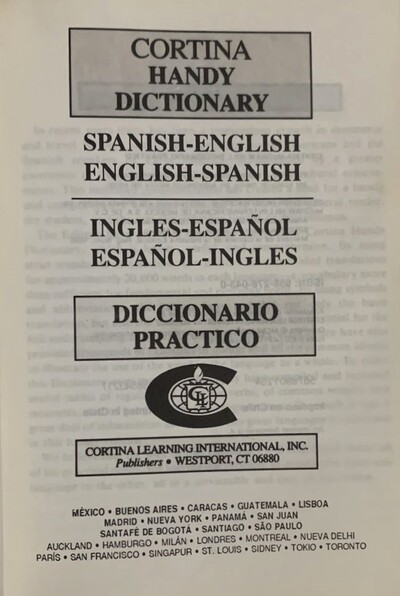 CORTINA
HANDY
DICTIONARY
SPANISH-ENGLISH
ENGLISH-SPANISH
INGLES-ESPAÑOL
ESPAÑOL-INGLES
DICCIONARIO
PRACTICO
CORTINA LEARNING INTERNATIONAL, INC.
Publishers • WESTPORT, CT 06880
MÉXICO • BUENOS AIRES • CARACAS • GUATEMALA • LISBOA
MADRID • NUEVA YORK • PANAMÁ • SAN JUAN
SANTAFÉ DE BOGOTÁ • SANTIAGO • SÃO PAULO
AUCKLAND • HAMBURGO • MILÁN • LONDRES • MONTREAL • NUEVA DELHI
PARÍS • SAN FRANCISCO • SINGAPUR • ST. LOUIS • SIDNEY • TOKIO • TORONTO